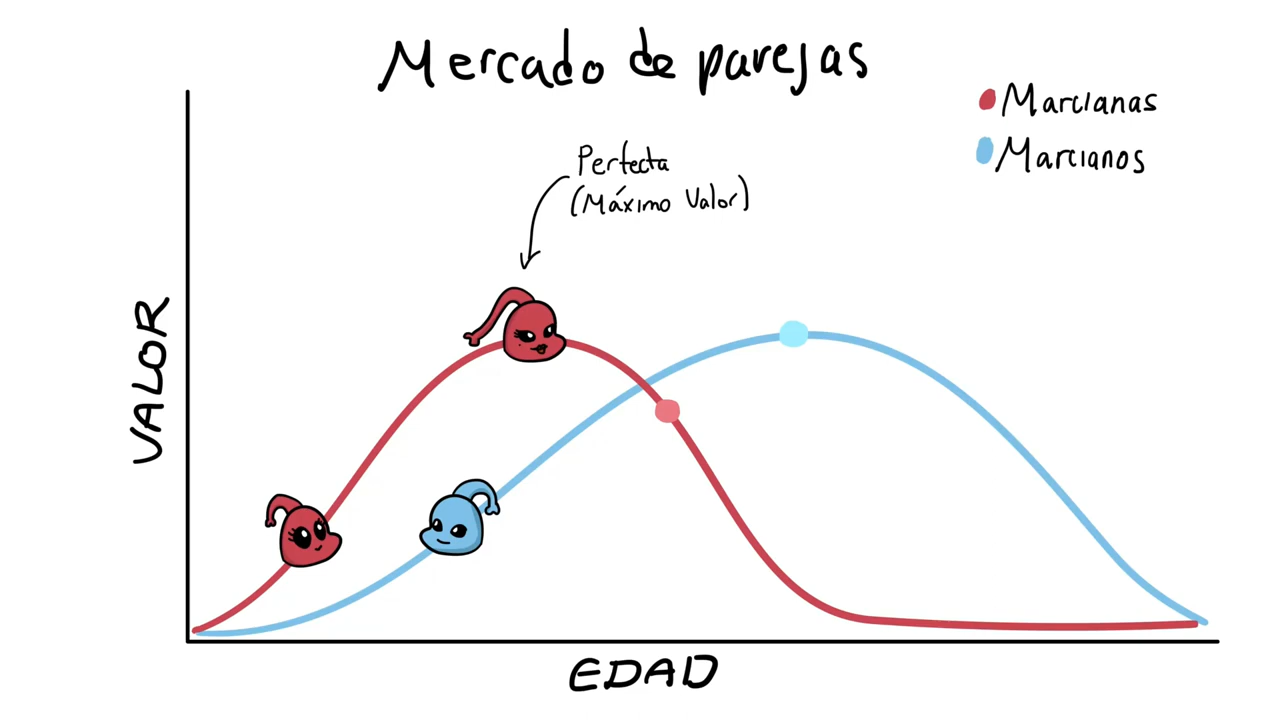 Mercado de parejas
Marcianas
Marcianos
Perfecta
(Máximo Valor)
VALOR
EDAD